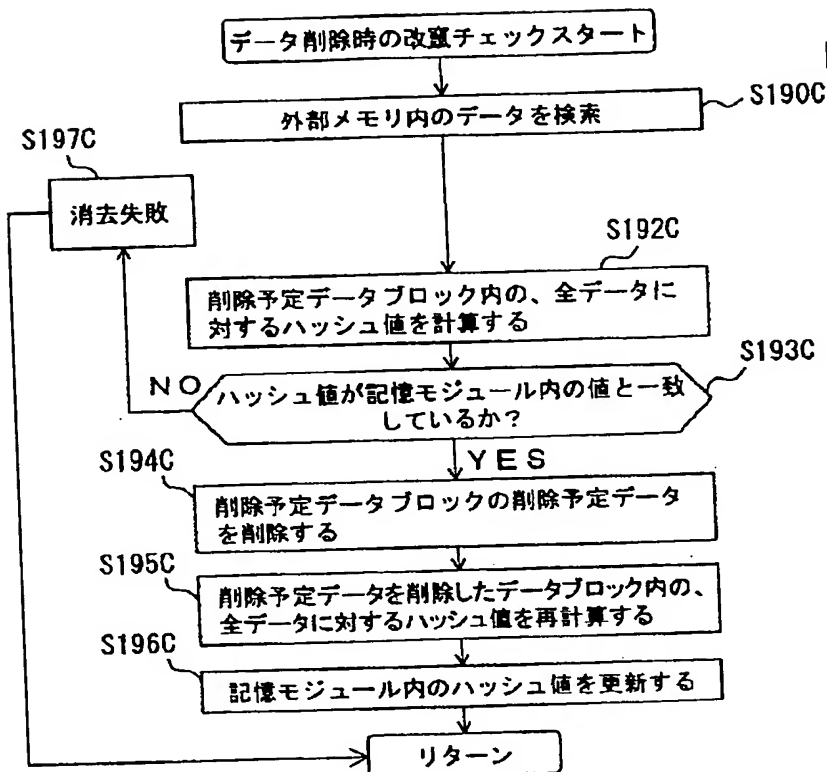 データ削除時の改竄チェックスタート
S190C
外部メモリ内のデータを検索
S197C
消去失敗
S192C
削除予定データブロック内の、全データに
対するハッシュ値を計算する
S193C
NO
ハッシュ値が記憶モジュール内の値と一致
しているか？
YES
S194C
削除予定データブロックの削除予定データ
を削除する
S195C
削除予定データを削除したデータブロック内の、
全データに対するハッシュ値を再計算する
S196C
記憶モジュール内のハッシュ値を更新する
リターン